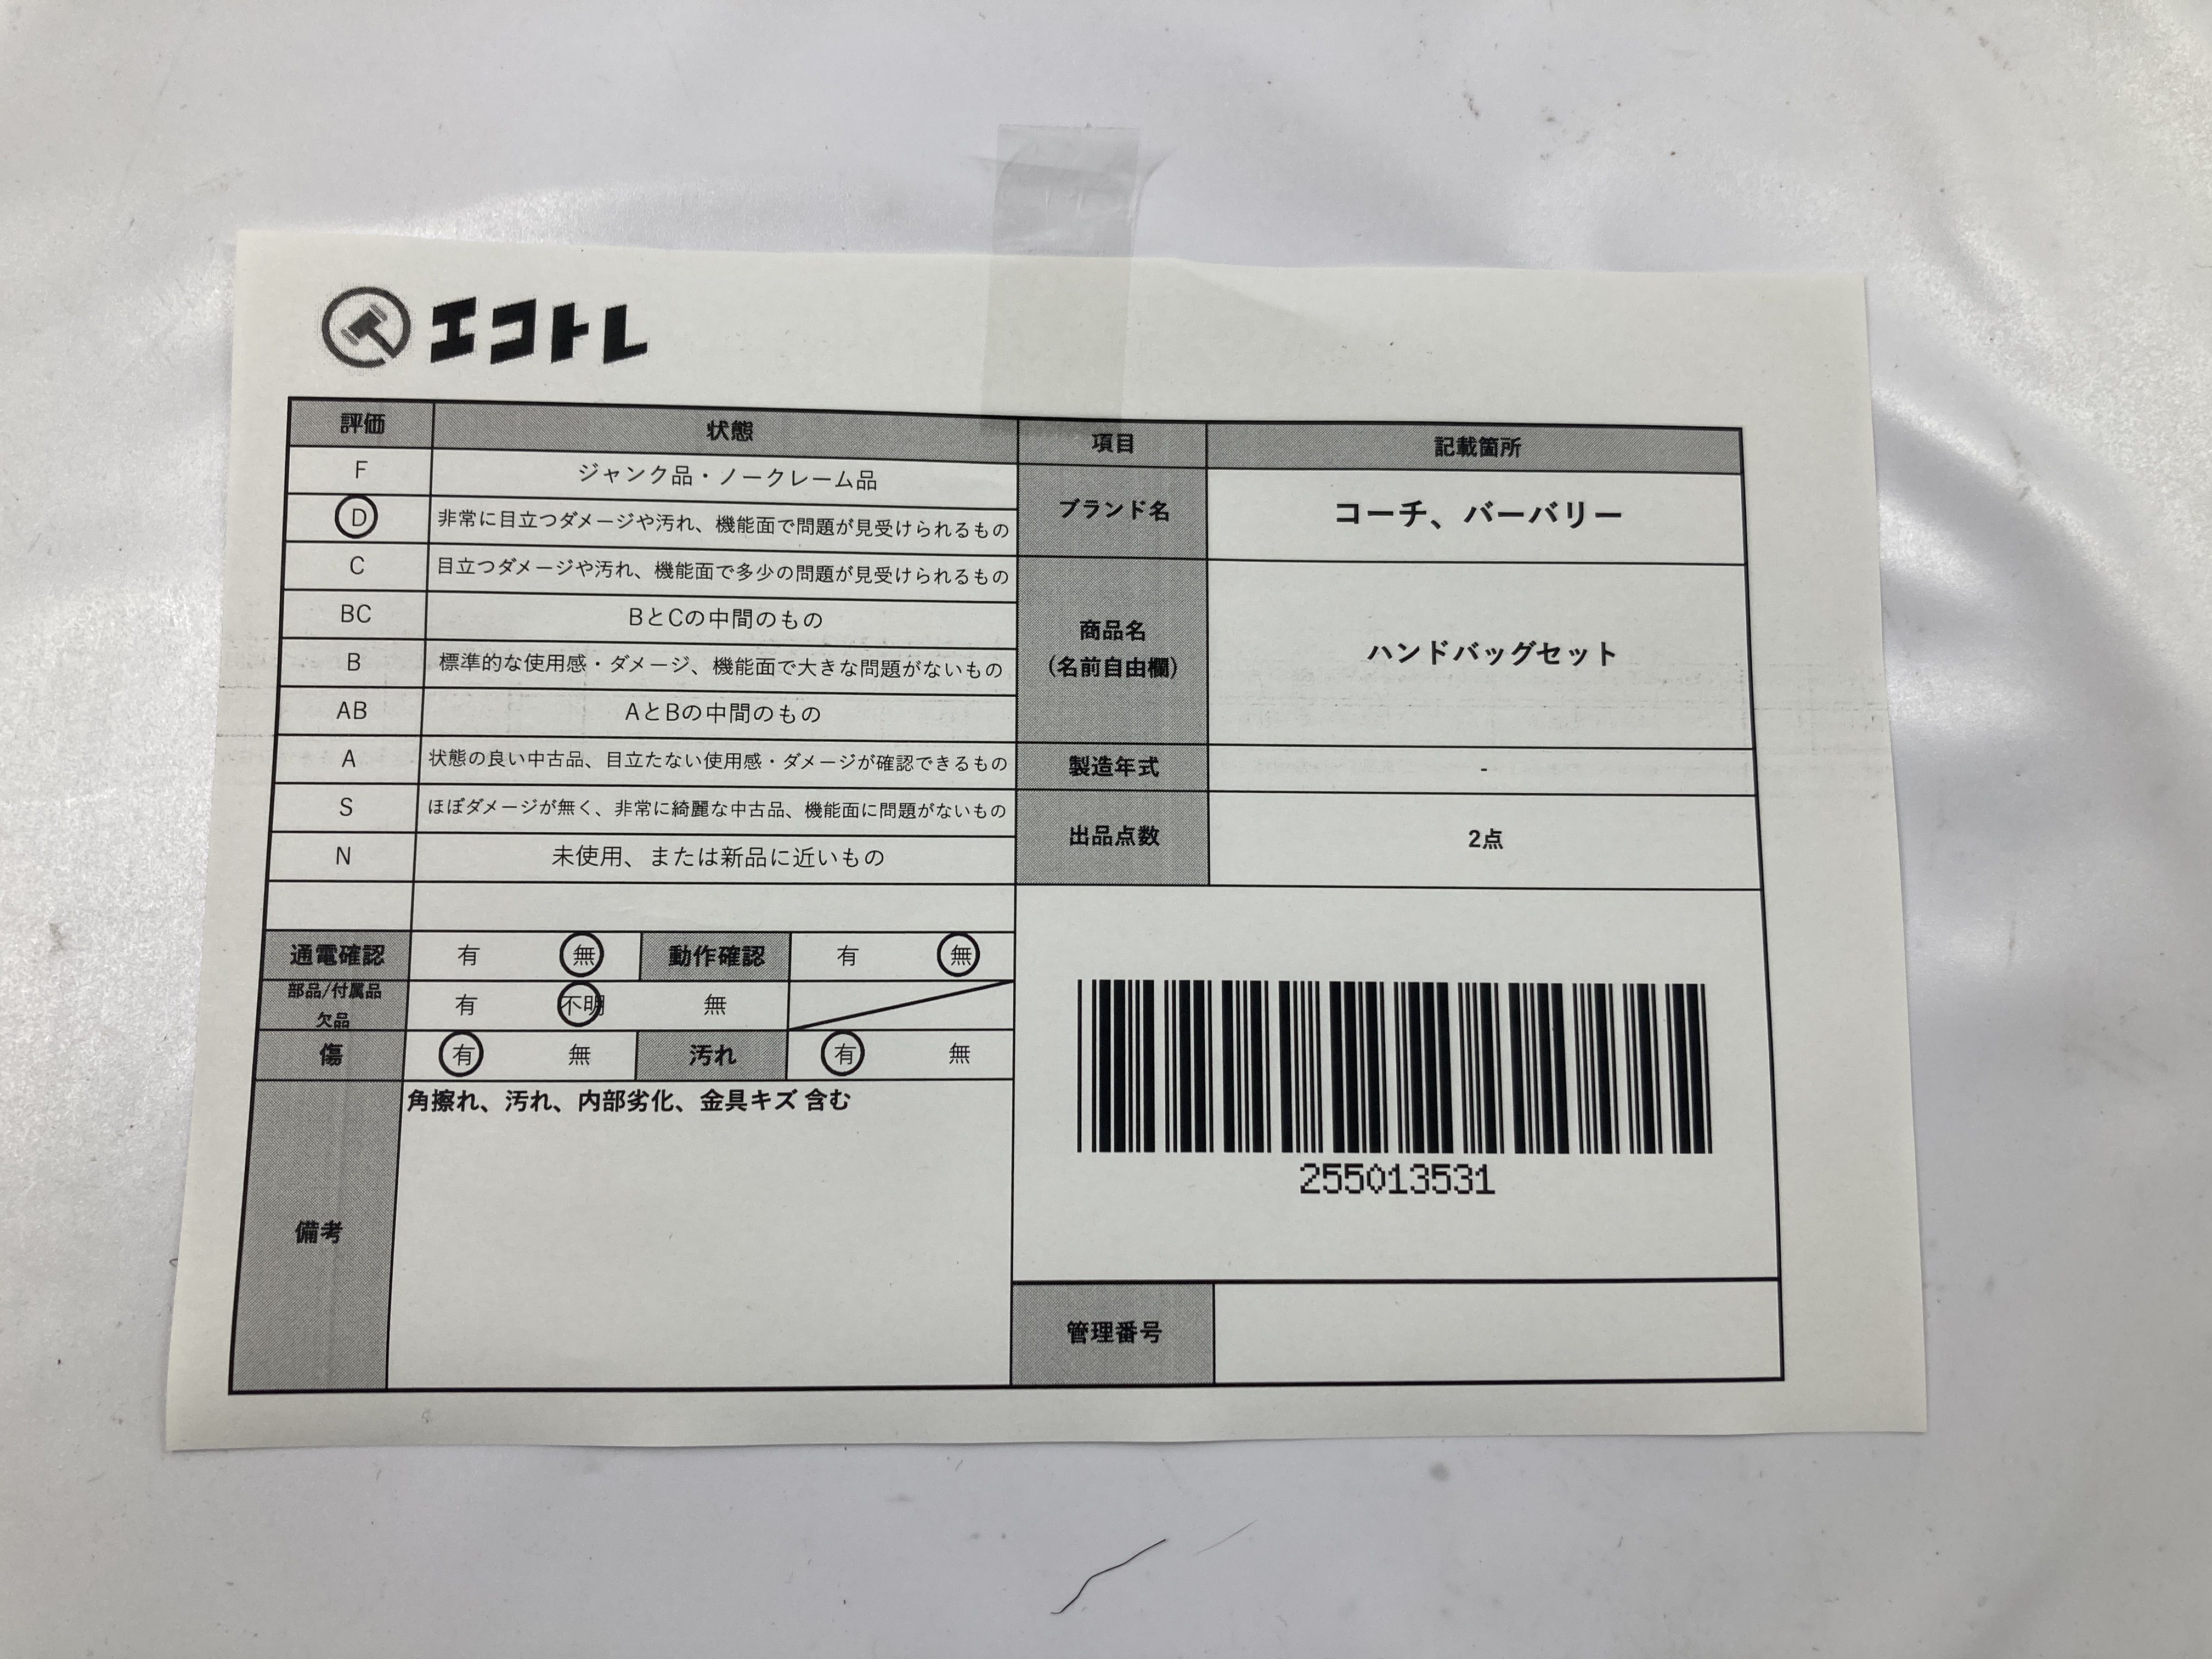 エコトレ
評価 状態
F ジャンク品・ノークレーム品
D 非常に目立つダメージや汚れ、機能面で問題が見受けられるもの
C 目立つダメージや汚れ、機能面で多少の問題が見受けられるもの
BC BとCの中間のもの
B 標準的な使用感・ダメージ、機能面で大きな問題がないもの
AB AとBの中間のもの
A 状態の良い中古品、目立たない使用感・ダメージが確認できるもの
S ほぼダメージが無く、非常に綺麗な中古品、機能面に問題がないもの
N 未使用、または新品に近いもの
通電確認 有 無 動作確認 有 無
部品/付属品
欠品 有 不明 無
傷 有 無 汚れ 有 無
備考 角擦れ、汚れ、内部劣化、金具キズ 含む
項目 記載箇所
ブランド名 コーチ、バーバリー
商品名
(名前自由欄) ハンドバッグセット
製造年式 -
出品点数 2点
255013531
管理番号